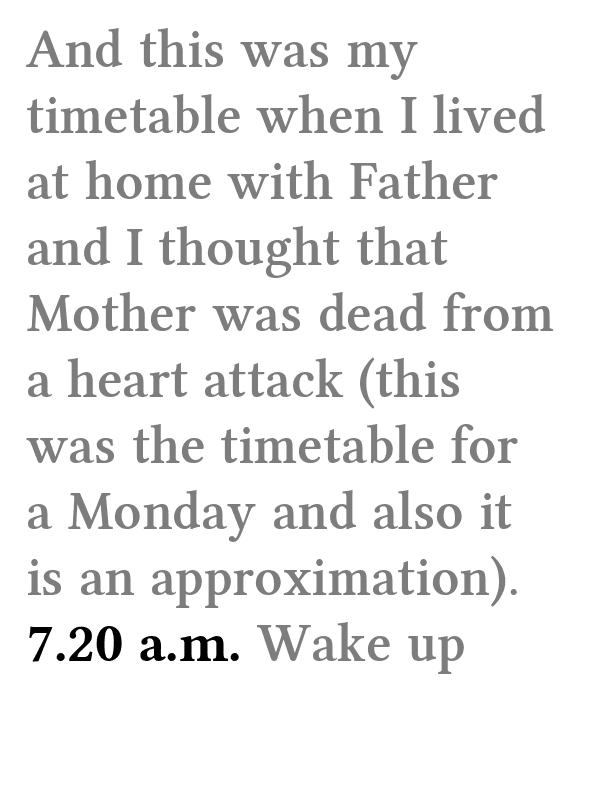 And this was my
timetable when I lived
at home with Father
and I thought that
Mother was dead from
a heart attack (this
was the timetable for
a Monday and also it
is an approximation).
7.20 a.m. Wake up